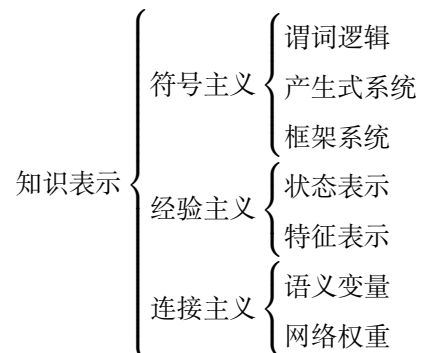 知识表示
符号主义
谓词逻辑
产生式系统
框架系统
经验主义
状态表示
特征表示
连接主义
语义变量
网络权重